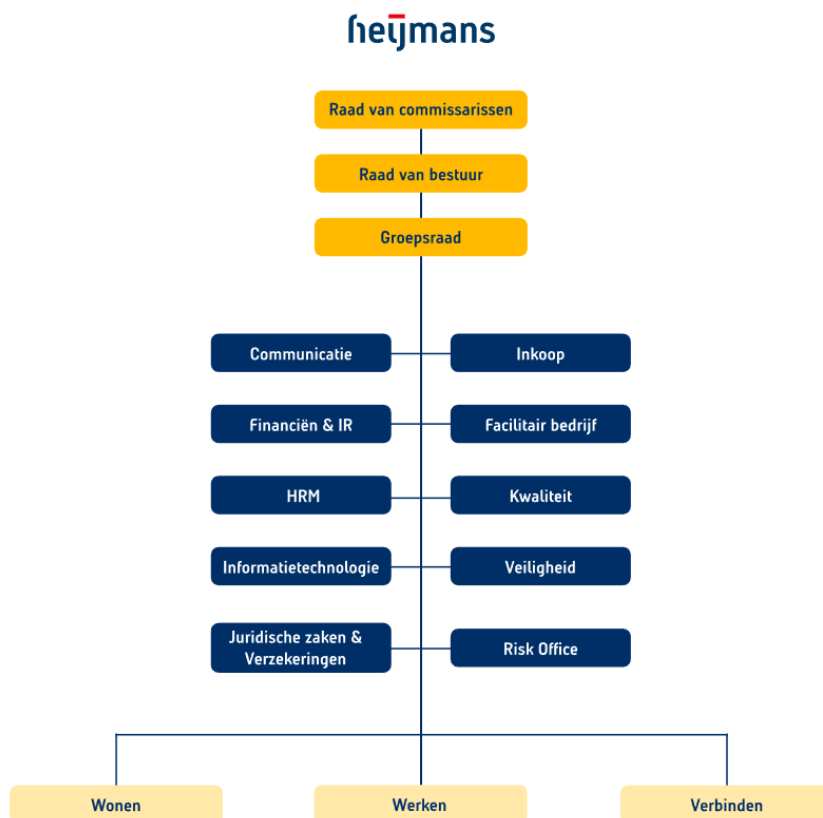 heijmans
Raad van commissarissen
Raad van bestuur
Groepsraad
Communicatie
Inkoop
Financiën & IR
Facilitair bedrijf
HRM
Kwaliteit
Informatietechnologie
Veiligheid
Juridische zaken &
Verzekeringen
Risk Office
Wonen
Werken
Verbinden